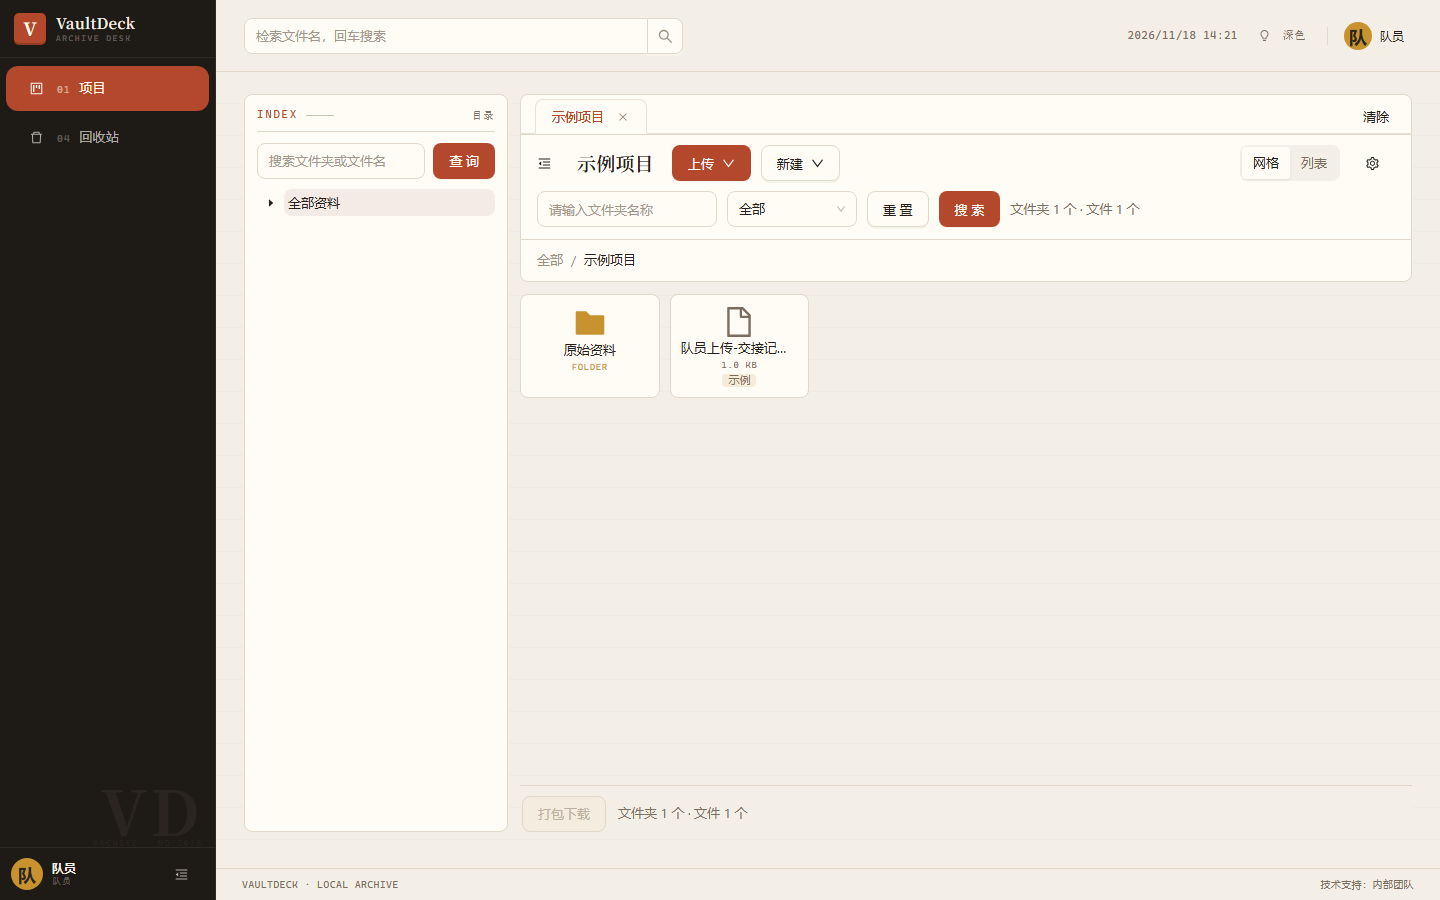 V
VaultDeck
ARCHIVE DESK
01 项目
04 回收站
VD
队
队员
队员
检索文件名，回车搜索
2026/11/18 14:21
深色
队
队员
INDEX
目录
搜索文件夹或文件名
查 询
全部资料
示例项目
清除
示例项目
上传
新建
网格
列表
请输入文件夹名称
全部
重 置
搜 索
文件夹 1 个 · 文件 1 个
全部 / 示例项目
原始资料
FOLDER
队员上传-交接记...
1.0 KB
示例
打包下载
文件夹 1 个 · 文件 1 个
VAULTDECK · LOCAL ARCHIVE
技术支持：内部团队